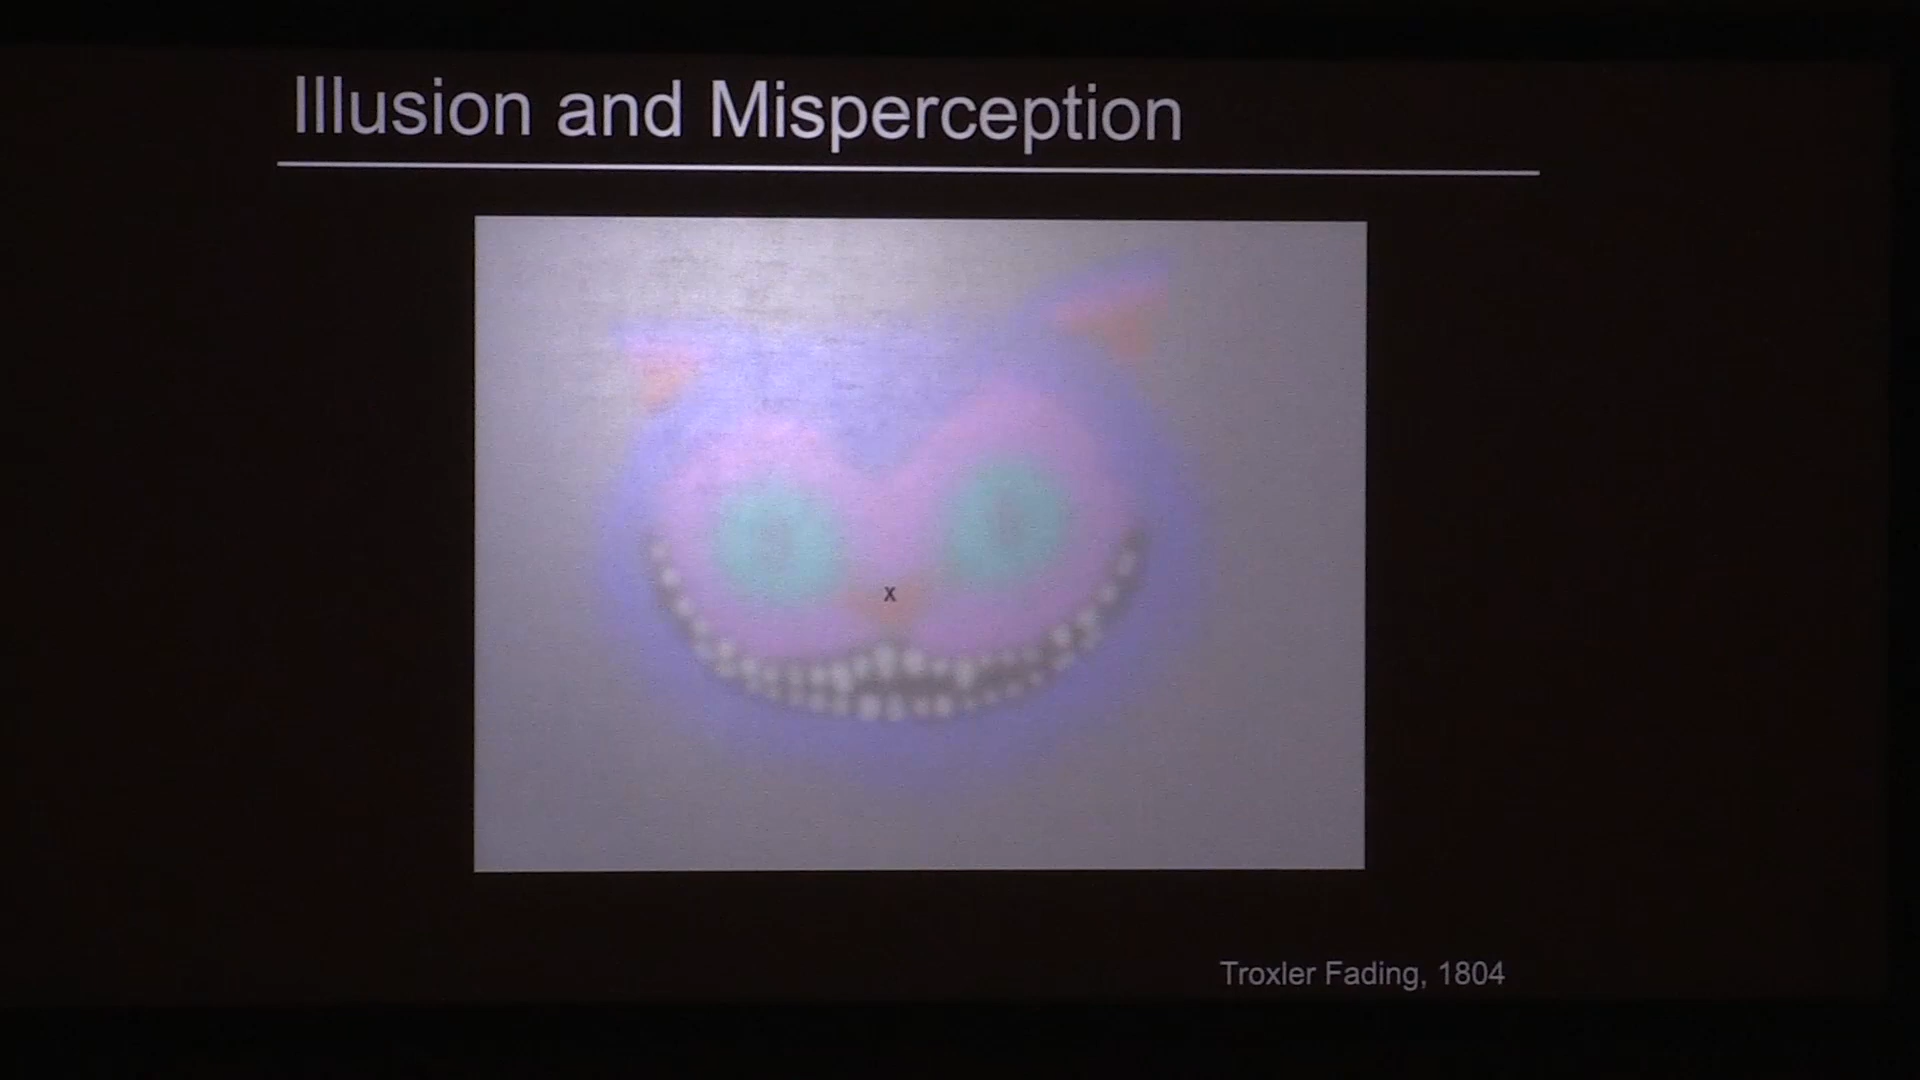 Illusion and Misperception
x
Troxler Fading, 1804